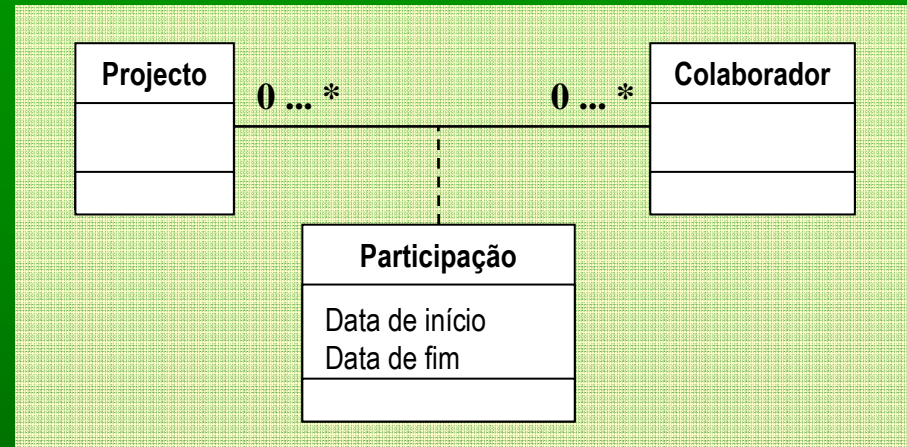 Projecto
0 ... *
0 ... *
Colaborador
Participação
Data de início
Data de fim